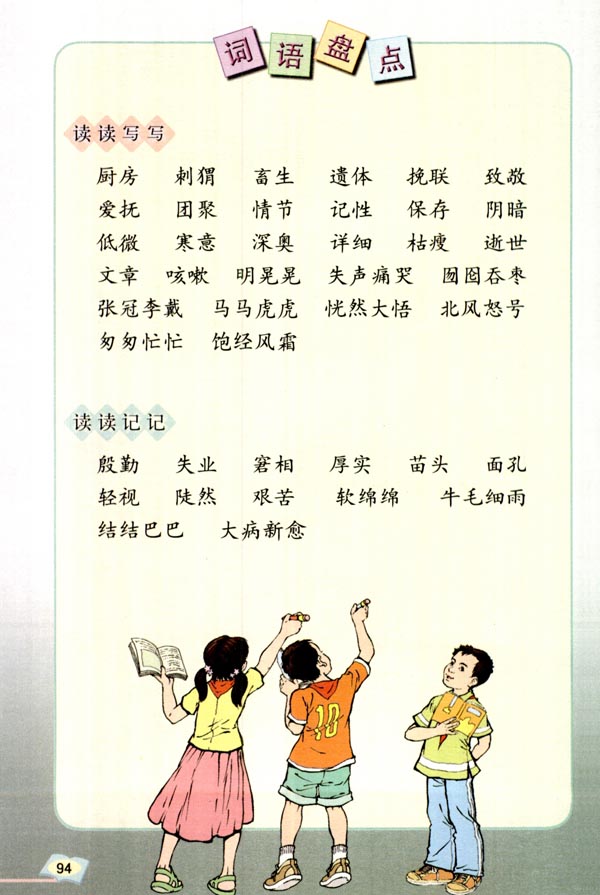 词语盘点
读读写写
厨房 刺猬 畜生 遗体 挽联 致敬
爱抚 团聚 情节 记性 保存 阴暗
低微 寒意 深奥 详细 枯瘦 逝世
文章 咳嗽 明晃晃 失声痛哭 囫囵吞枣
张冠李戴 马马虎虎 恍然大悟 北风怒号
匆匆忙忙 饱经风霜
读读记记
殷勤 失业 窘相 厚实 苗头 面孔
轻视 陡然 艰苦 软绵绵 牛毛细雨
结结巴巴 大病新愈
10
94